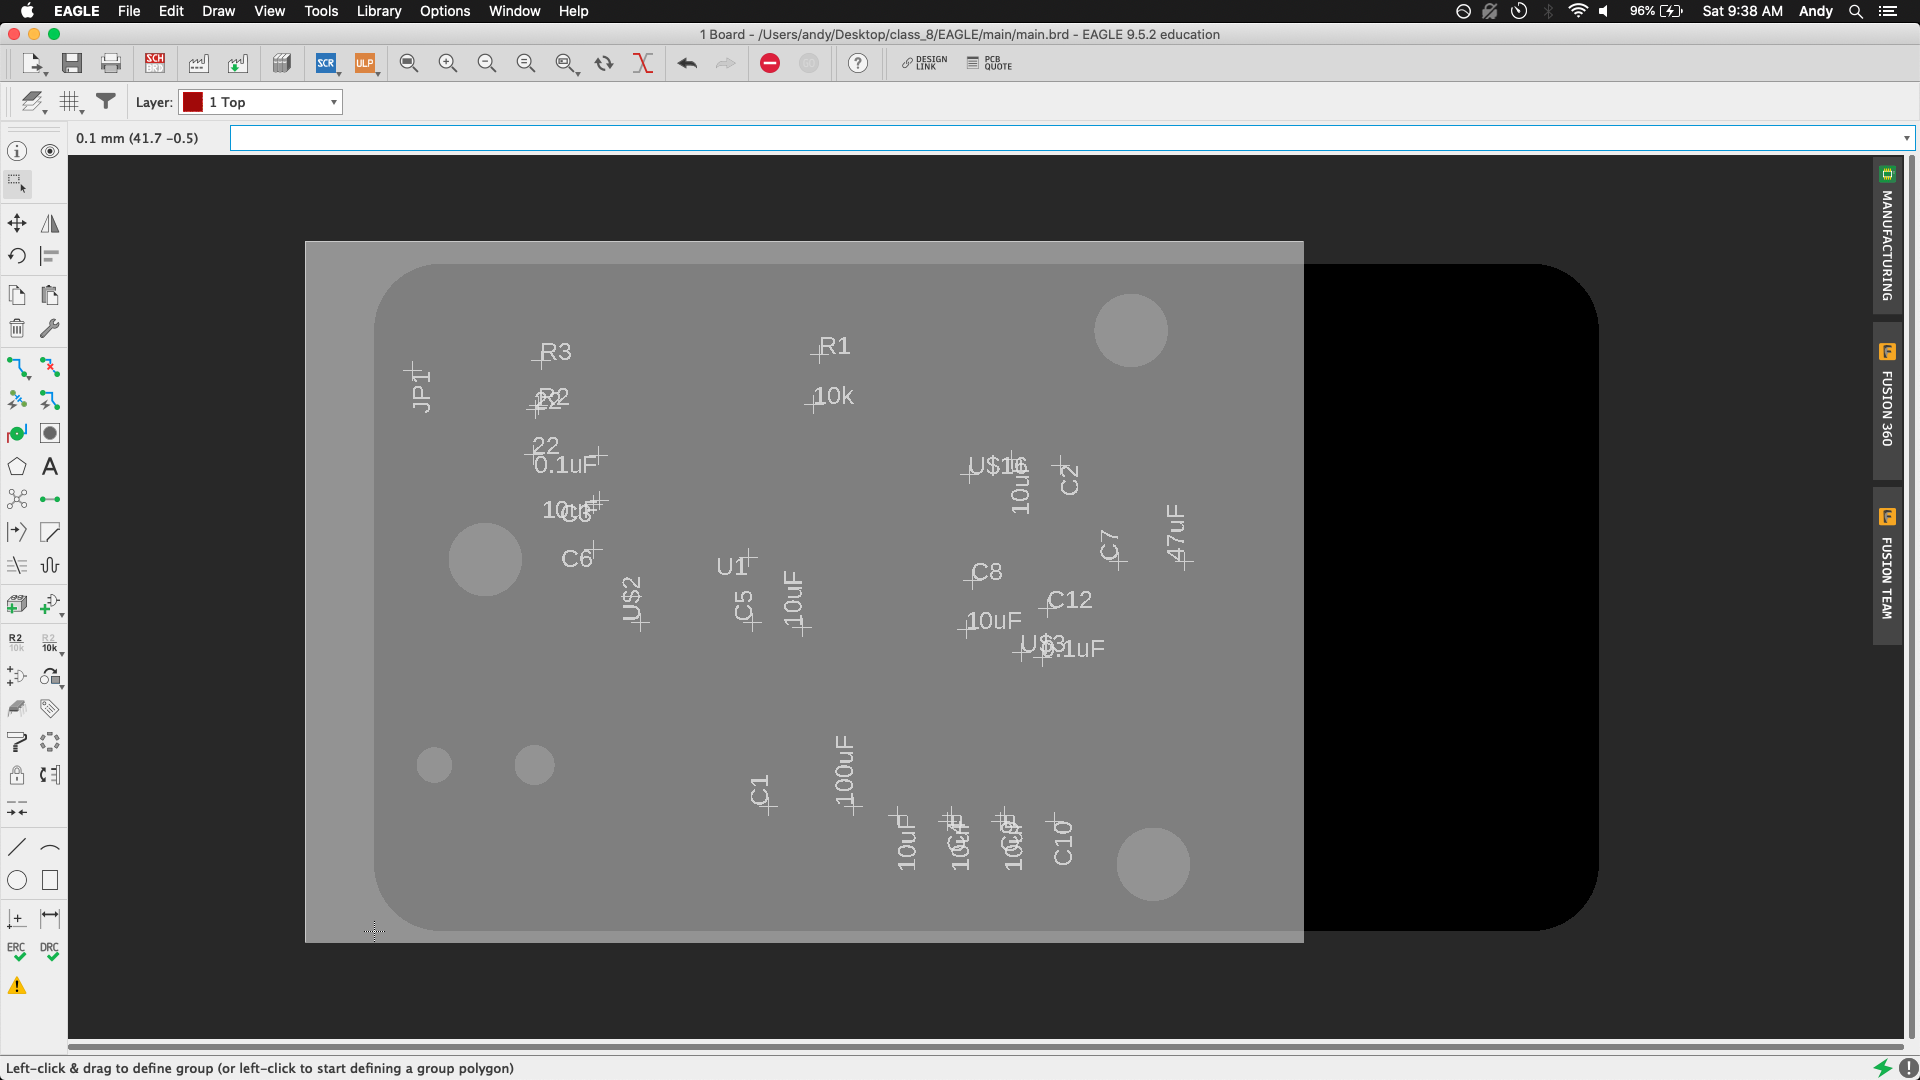 EAGLE File Edit Draw View Tools Library Options Window Help 96% Sat 9:38 AM Andy
1 Board - /Users/andy/Desktop/class_8/EAGLE/main/main.brd - EAGLE 9.5.2 education
SCH BRD SCR ULP GO ? DESIGN LINK PCB QUOTE
Layer: 1 Top
0.1 mm (41.7 -0.5)
MANUFACTURING
FUSION 360
FUSION TEAM
R2
10k
R2
10k
ERC
DRC
JP1
R3
R2
22
22
0.1uF
10uF
C3
C6
R1
10k
U$2
U1
C5
10uF
U$16
10uF
C2
C7
47uF
C8
10uF
C12
U$3
0.1uF
C1
100uF
10uF
10uF
10uF
C10
Left-click & drag to define group (or left-click to start defining a group polygon)